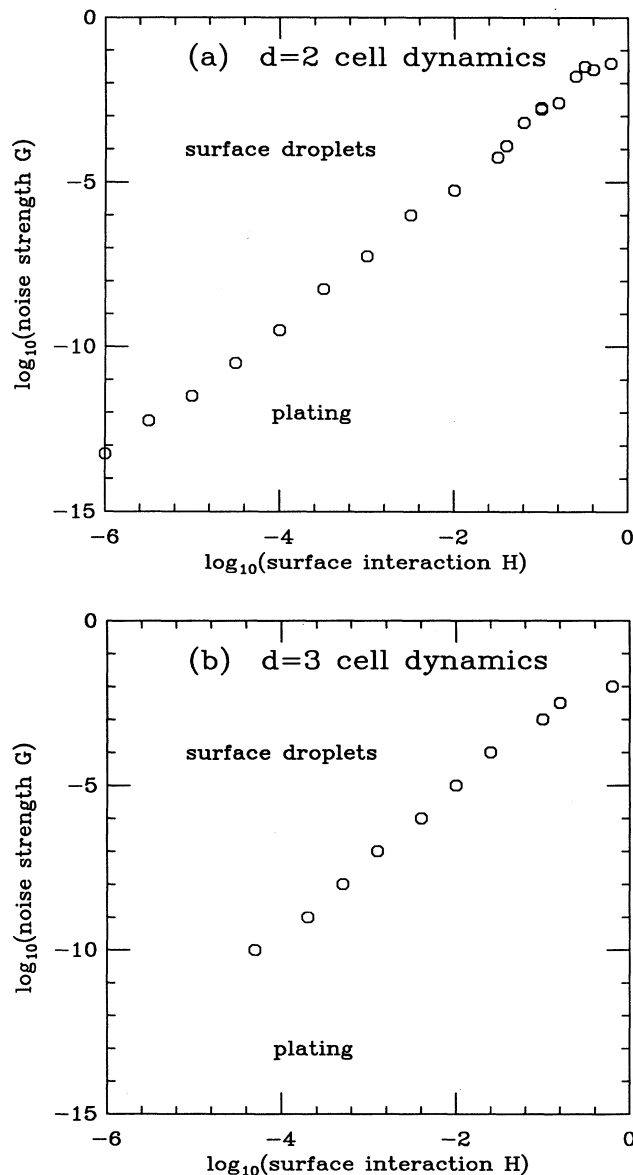 0
(a) d=2 cell dynamics
surface droplets
−5
log₁₀(noise strength G)
−10
plating
−15
−6 −4 −2 0
log₁₀(surface interaction H)
0
(b) d=3 cell dynamics
surface droplets
−5
log₁₀(noise strength G)
−10
plating
−15
−6 −4 −2 0
log₁₀(surface interaction H)